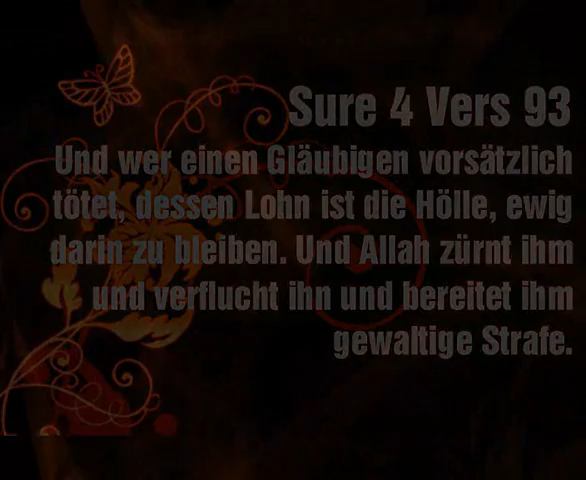 Sure 4 Vers 93
Und wer einen Gläubigen vorsätzlich
tötet, dessen Lohn ist die Hölle, ewig
darin zu bleiben. Und Allah zürnt ihm
und verflucht ihn und bereitet ihm
gewaltige Strafe.